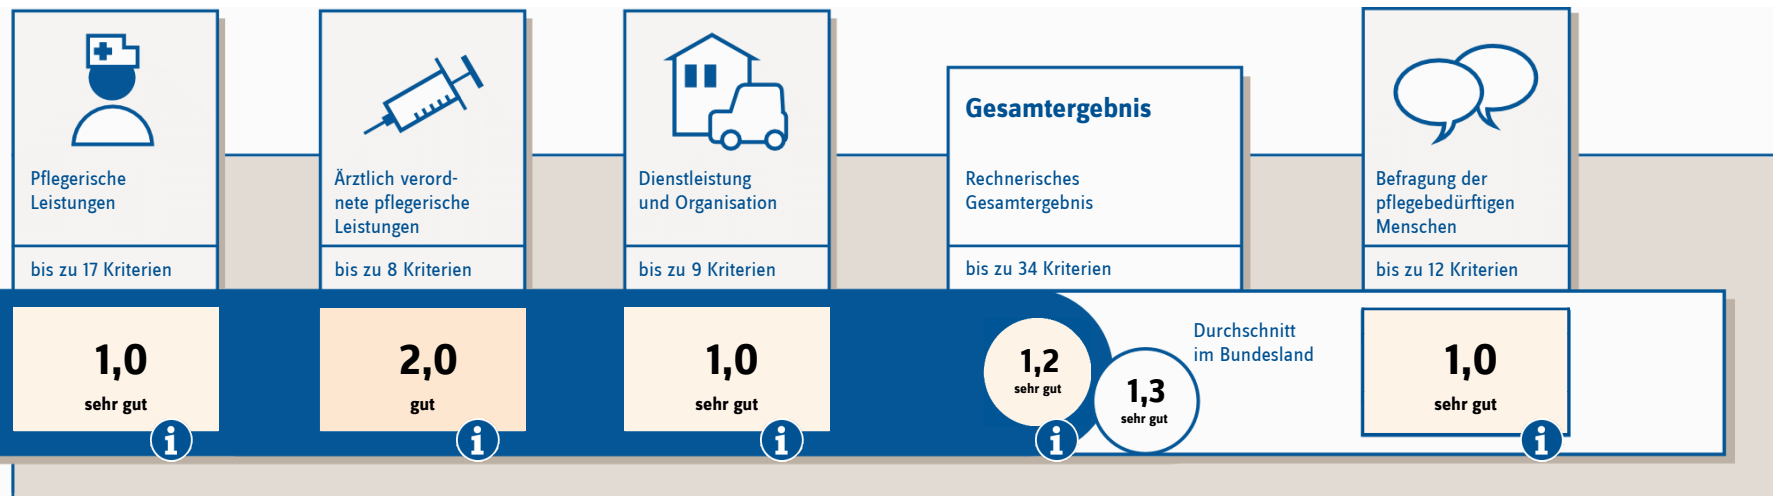 Pflegerische
Leistungen
bis zu 17 Kriterien
1,0
sehr gut
i
Ärztlich verord-
nete pflegerische
Leistungen
bis zu 8 Kriterien
2,0
gut
i
Dienstleistung
und Organisation
bis zu 9 Kriterien
1,0
sehr gut
i
Gesamtergebnis
Rechnerisches
Gesamtergebnis
bis zu 34 Kriterien
1,2
sehr gut
i
1,3
sehr gut
Durchschnitt
im Bundesland
Befragung der
pflegebedürftigen
Menschen
bis zu 12 Kriterien
1,0
sehr gut
i